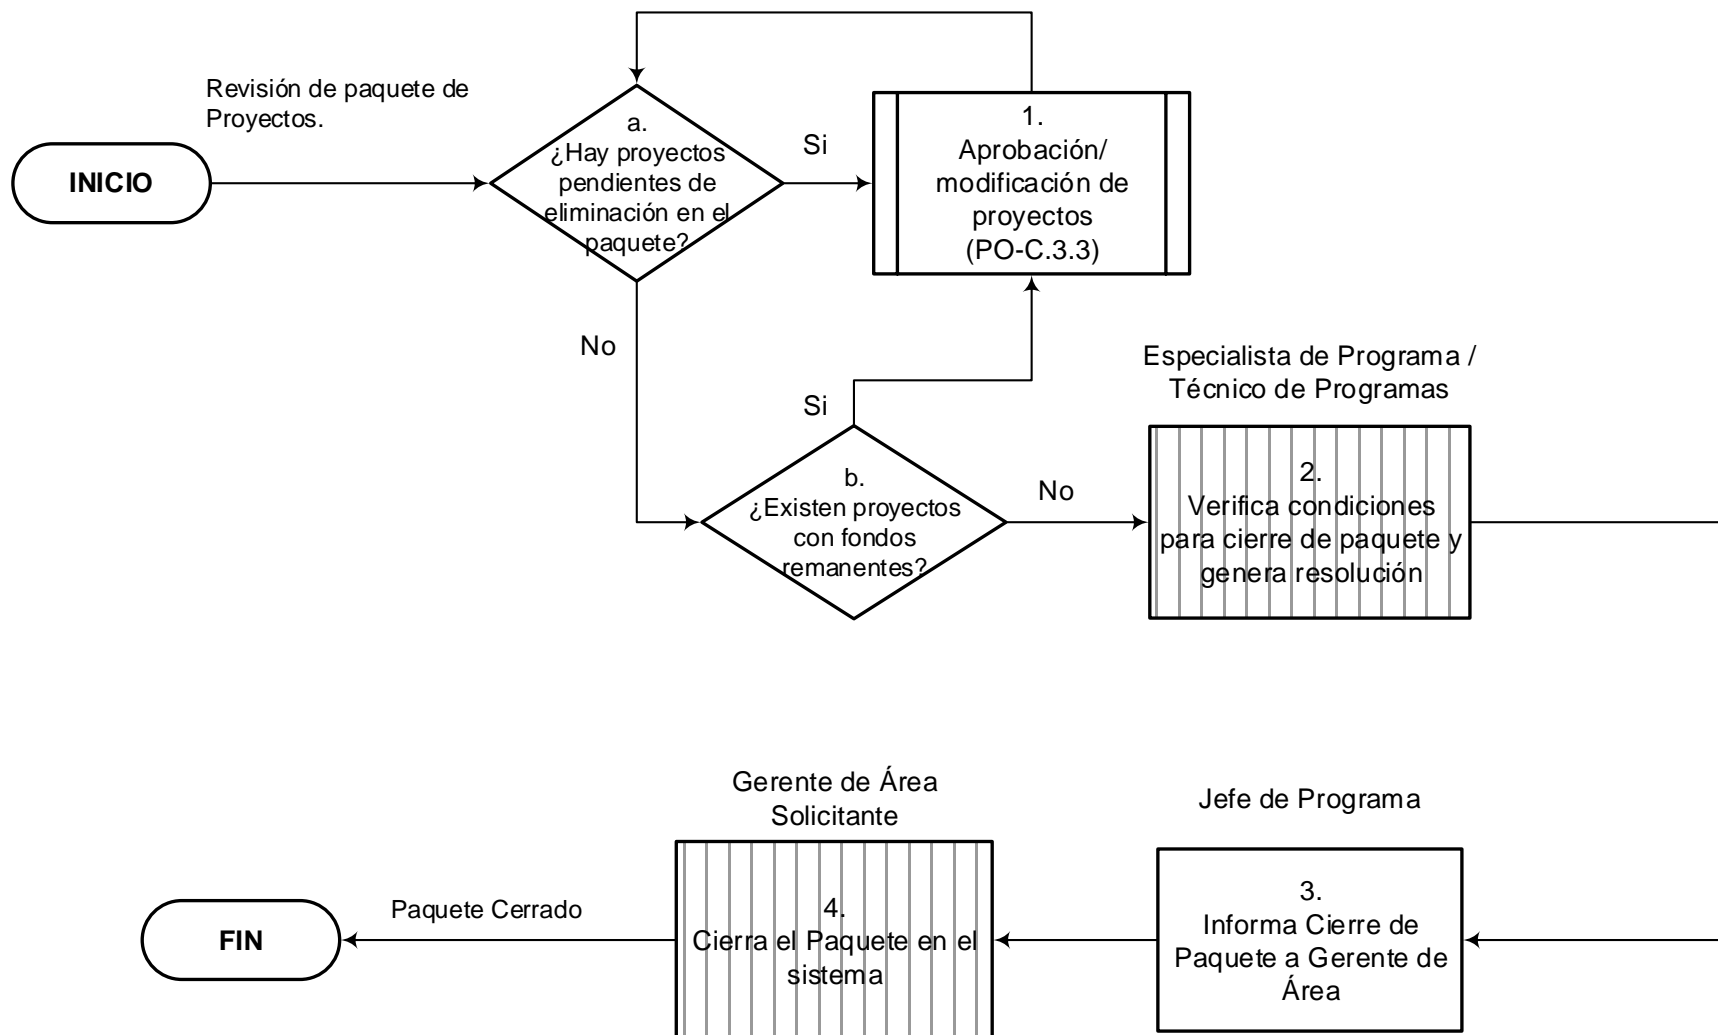 Revisión de paquete de
Proyectos.
INICIO
a.
¿Hay proyectos
pendientes de
eliminación en el
paquete?
Si
1.
Aprobación/
modificación de
proyectos
(PO-C.3.3)
No
Si
b.
¿Existen proyectos
con fondos
remanentes?
No
Especialista de Programa /
Técnico de Programas
2.
Verifica condiciones
para cierre de paquete y
genera resolución
Jefe de Programa
3.
Informa Cierre de
Paquete a Gerente de
Área
Gerente de Área
Solicitante
4.
Cierra el Paquete en el
sistema
Paquete Cerrado
FIN